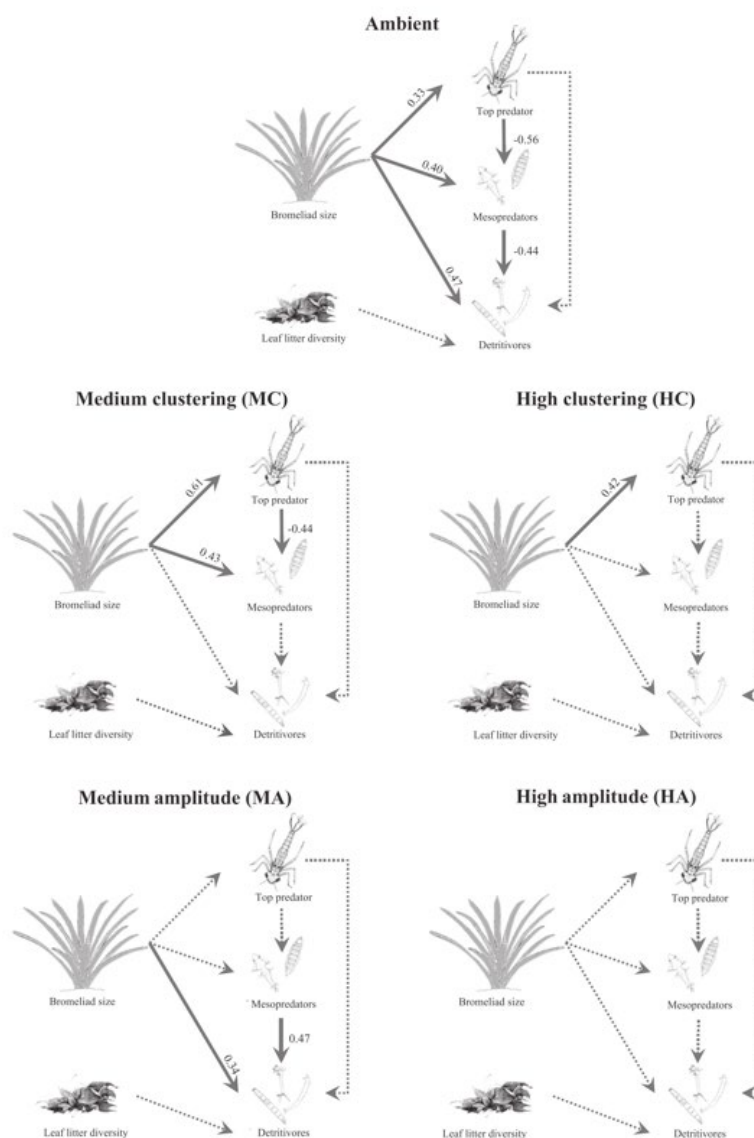 Ambient
0.33
Top predator
-0.56
0.40
Bromeliad size
Mesopredators
-0.44
0.47
Leaf litter diversity
Detritivores
Medium clustering (MC)
High clustering (HC)
0.61
Top predator
-0.44
0.43
Bromeliad size
Mesopredators
Leaf litter diversity
Detritivores
0.42
Top predator
Bromeliad size
Mesopredators
Leaf litter diversity
Detritivores
Medium amplitude (MA)
High amplitude (HA)
Top predator
Bromeliad size
Mesopredators
0.47
0.34
Leaf litter diversity
Detritivores
Top predator
Bromeliad size
Mesopredators
Leaf litter diversity
Detritivores